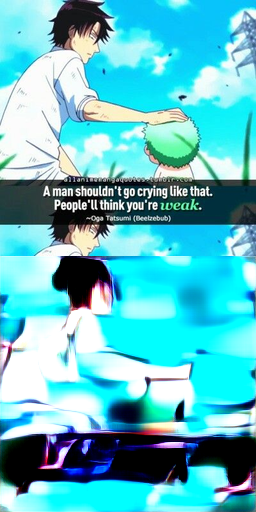 allanimemangaquotes.tumblr.com
A man shouldn't go crying like that.
People'll think you're weak.
~Oga Tatsumi (Beelzebub)